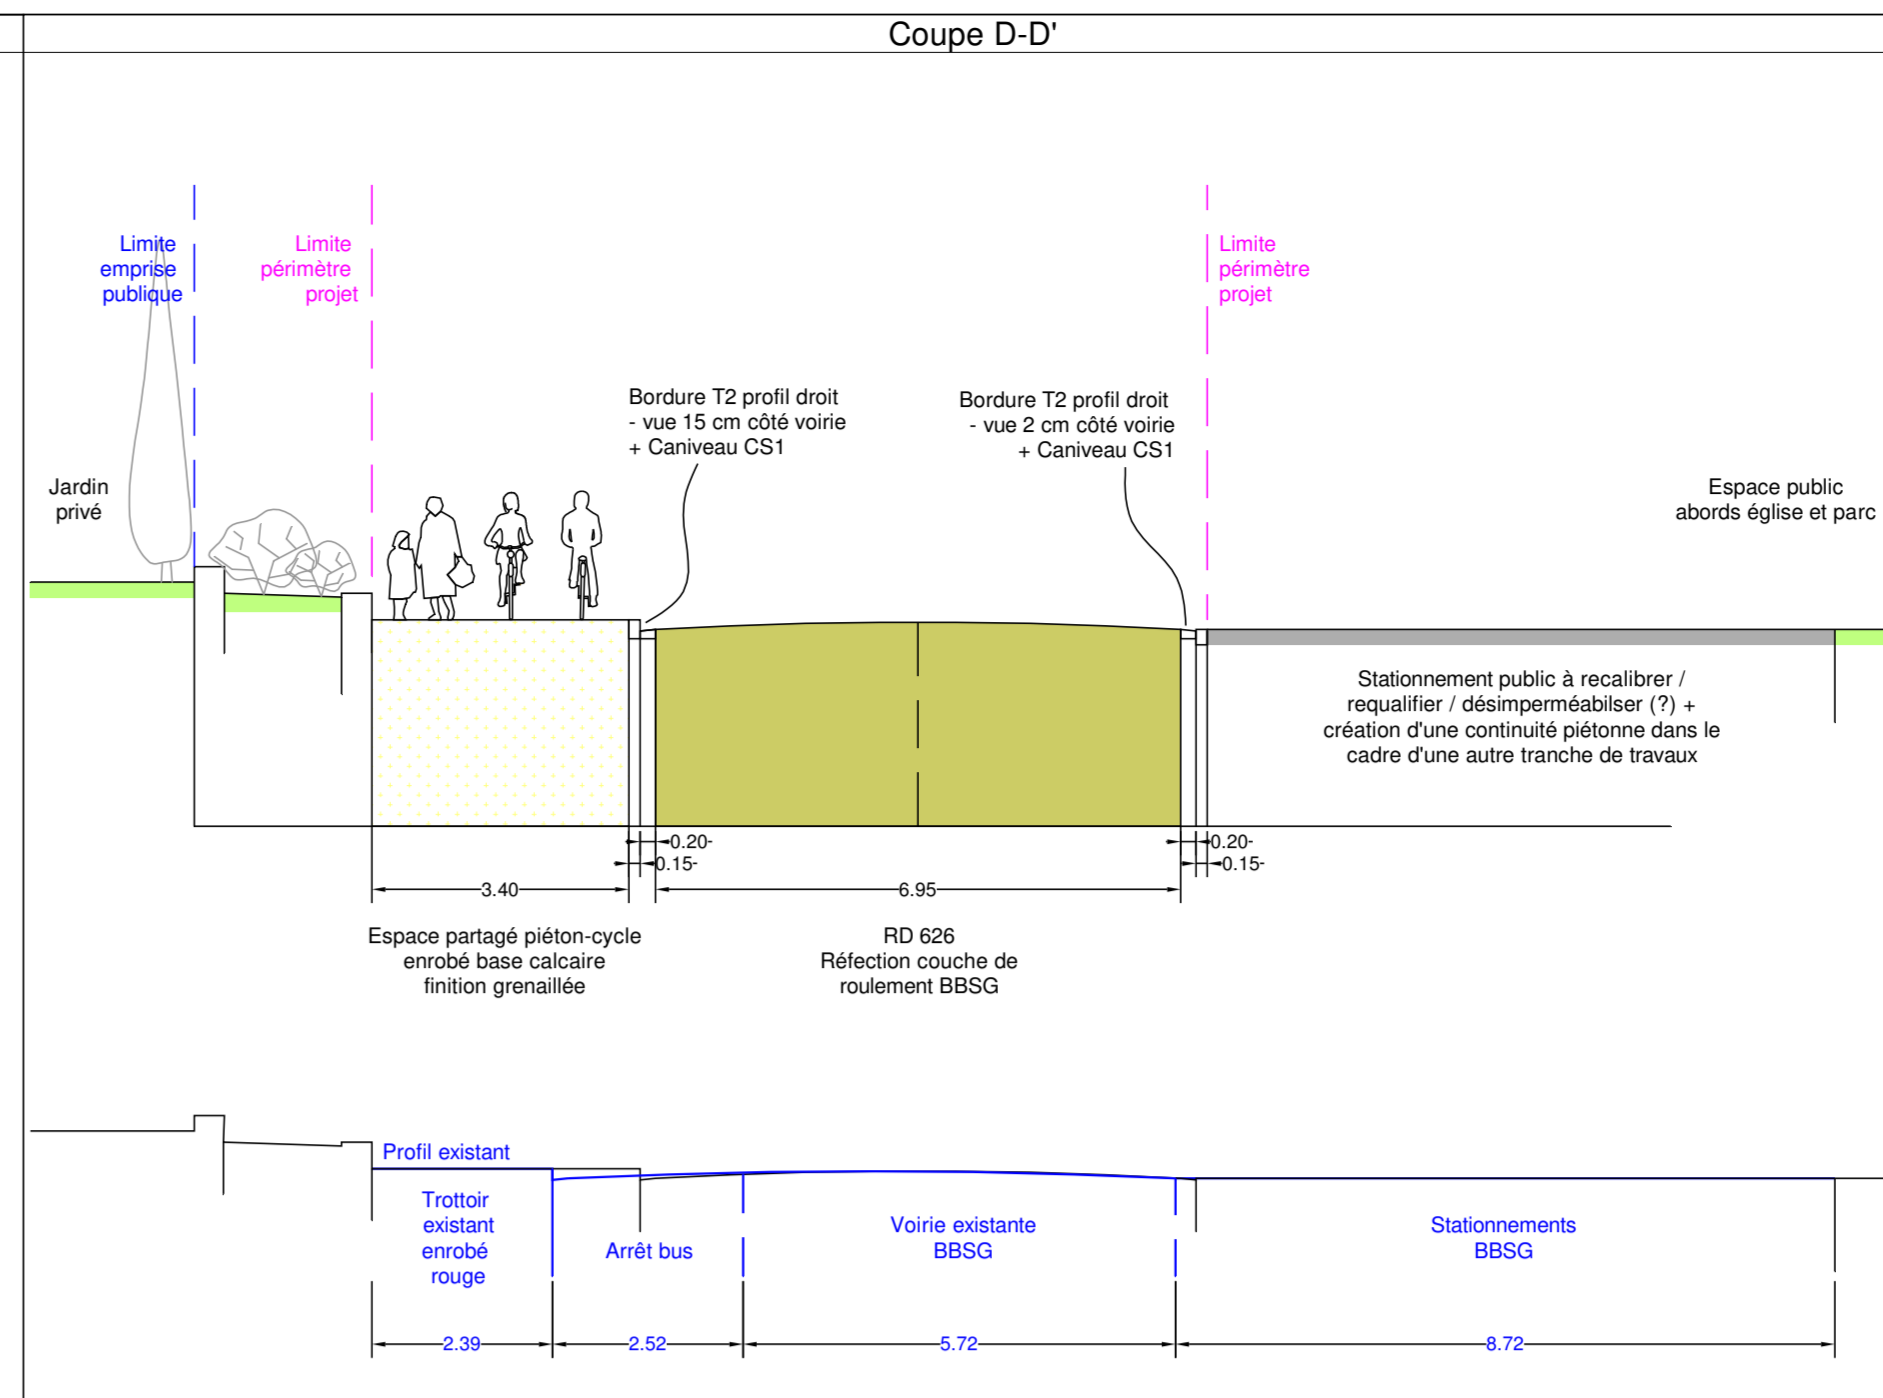 Coupe D-D'
Limite
emprise
publique
Limite
périmètre
projet
Limite
périmètre
projet
Bordure T2 profil droit
- vue 15 cm côté voirie
+ Caniveau CS1
Bordure T2 profil droit
- vue 2 cm côté voirie
+ Caniveau CS1
Jardin
privé
Espace public
abords église et parc
Stationnement public à recalibrer /
requalifier / désimperméabilser (?) +
création d'une continuité piétonne dans le
cadre d'une autre tranche de travaux
0.20
0.15
0.20
0.15
3.40
6.95
Espace partagé piéton-cycle
enrobé base calcaire
finition grenaillée
RD 626
Réfection couche de
roulement BBSG
Profil existant
Trottoir
existant
enrobé
rouge
Arrêt bus
Voirie existante
BBSG
Stationnements
BBSG
2.39
2.52
5.72
8.72